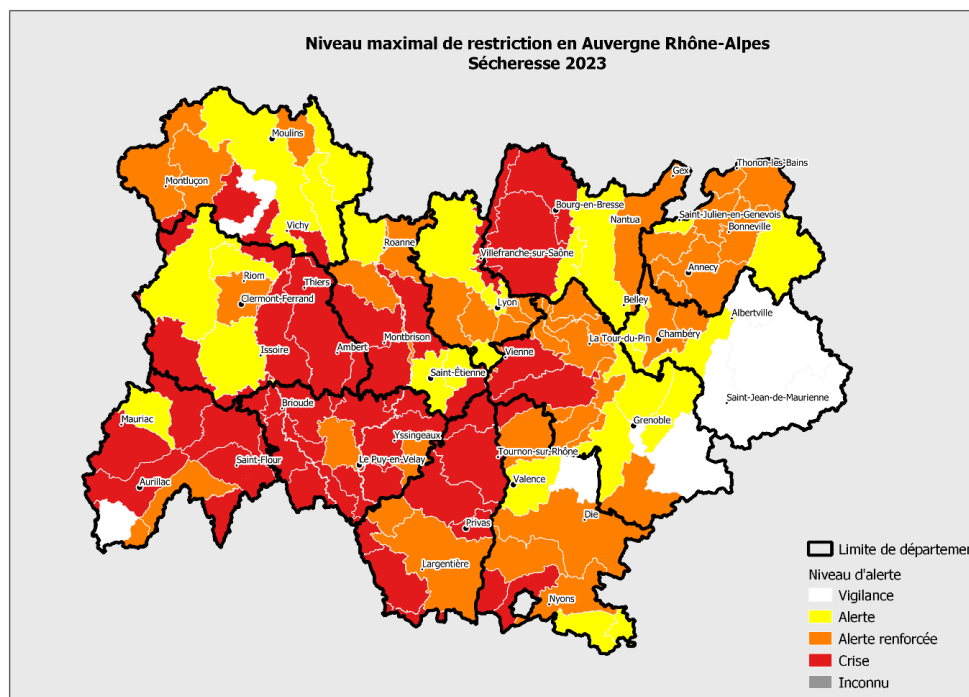 Niveau maximal de restriction en Auvergne Rhône-Alpes
Sécheresse 2023
Moulins
Montluçon
Vichy
Gex
Thonon-les-Bains
Bourg-en-Bresse
Nantua
Saint-Julien-en-Genevois
Bonneville
Roanne
Villefranche-sur-Saône
Annecy
Riom
Thiers
Clermont-Ferrand
Lyon
Belley
Albertville
Chambéry
La Tour-du-Pin
Montbrison
Issoire
Ambert
Vienne
Saint-Étienne
Saint-Jean-de-Maurienne
Brioude
Mauriac
Grenoble
Yssingeaux
Saint-Flour
Le Puy-en-Velay
Tournon-sur-Rhône
Aurillac
Valence
Die
Privas
Largentière
Nyons
Limite de département
Niveau d'alerte
Vigilance
Alerte
Alerte renforcée
Crise
Inconnu